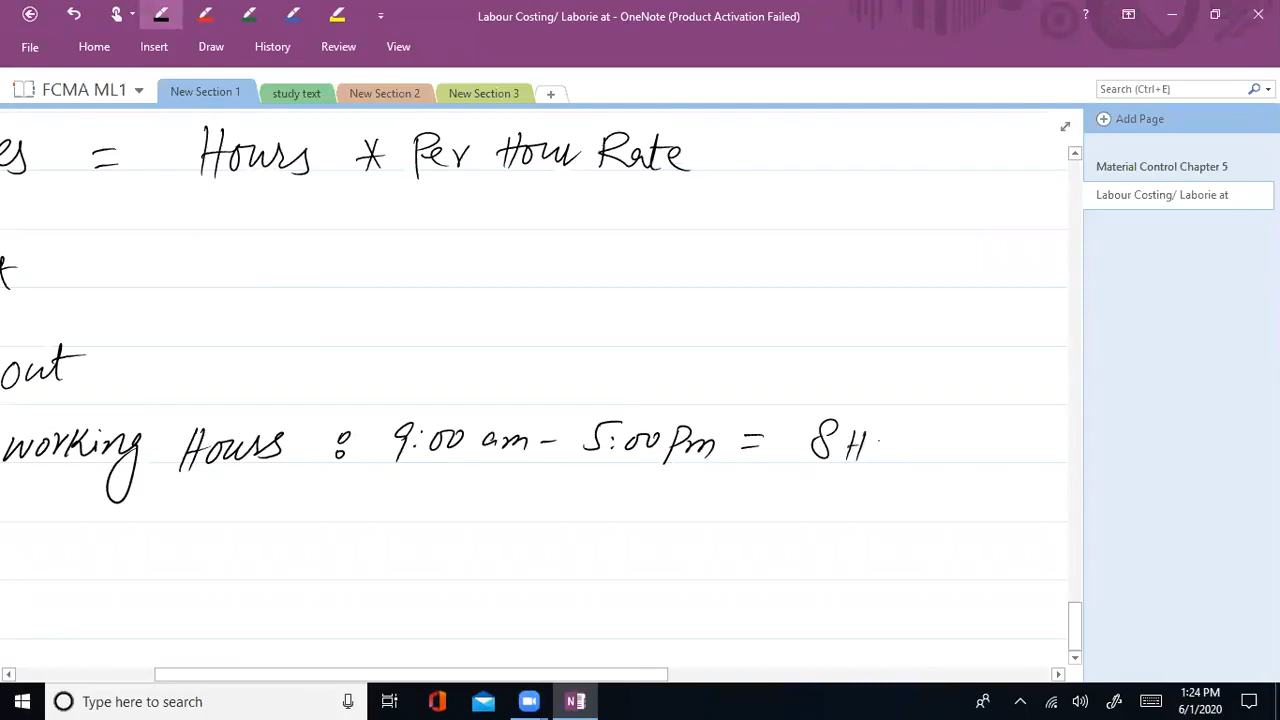 Labour Costing/ Laborie at - OneNote (Product Activation Failed)
File Home Insert Draw History Review View
FCMA ML1 New Section 1 study text New Section 2 New Section 3 Search (Ctrl+E)
Add Page
Material Control Chapter 5
Labour Costing/ Laborie at
es = Hours * Per Hour Rate
t
out
working Hours : 9:00 am - 5:00 Pm = 8 H
Type here to search
1:24 PM
6/1/2020